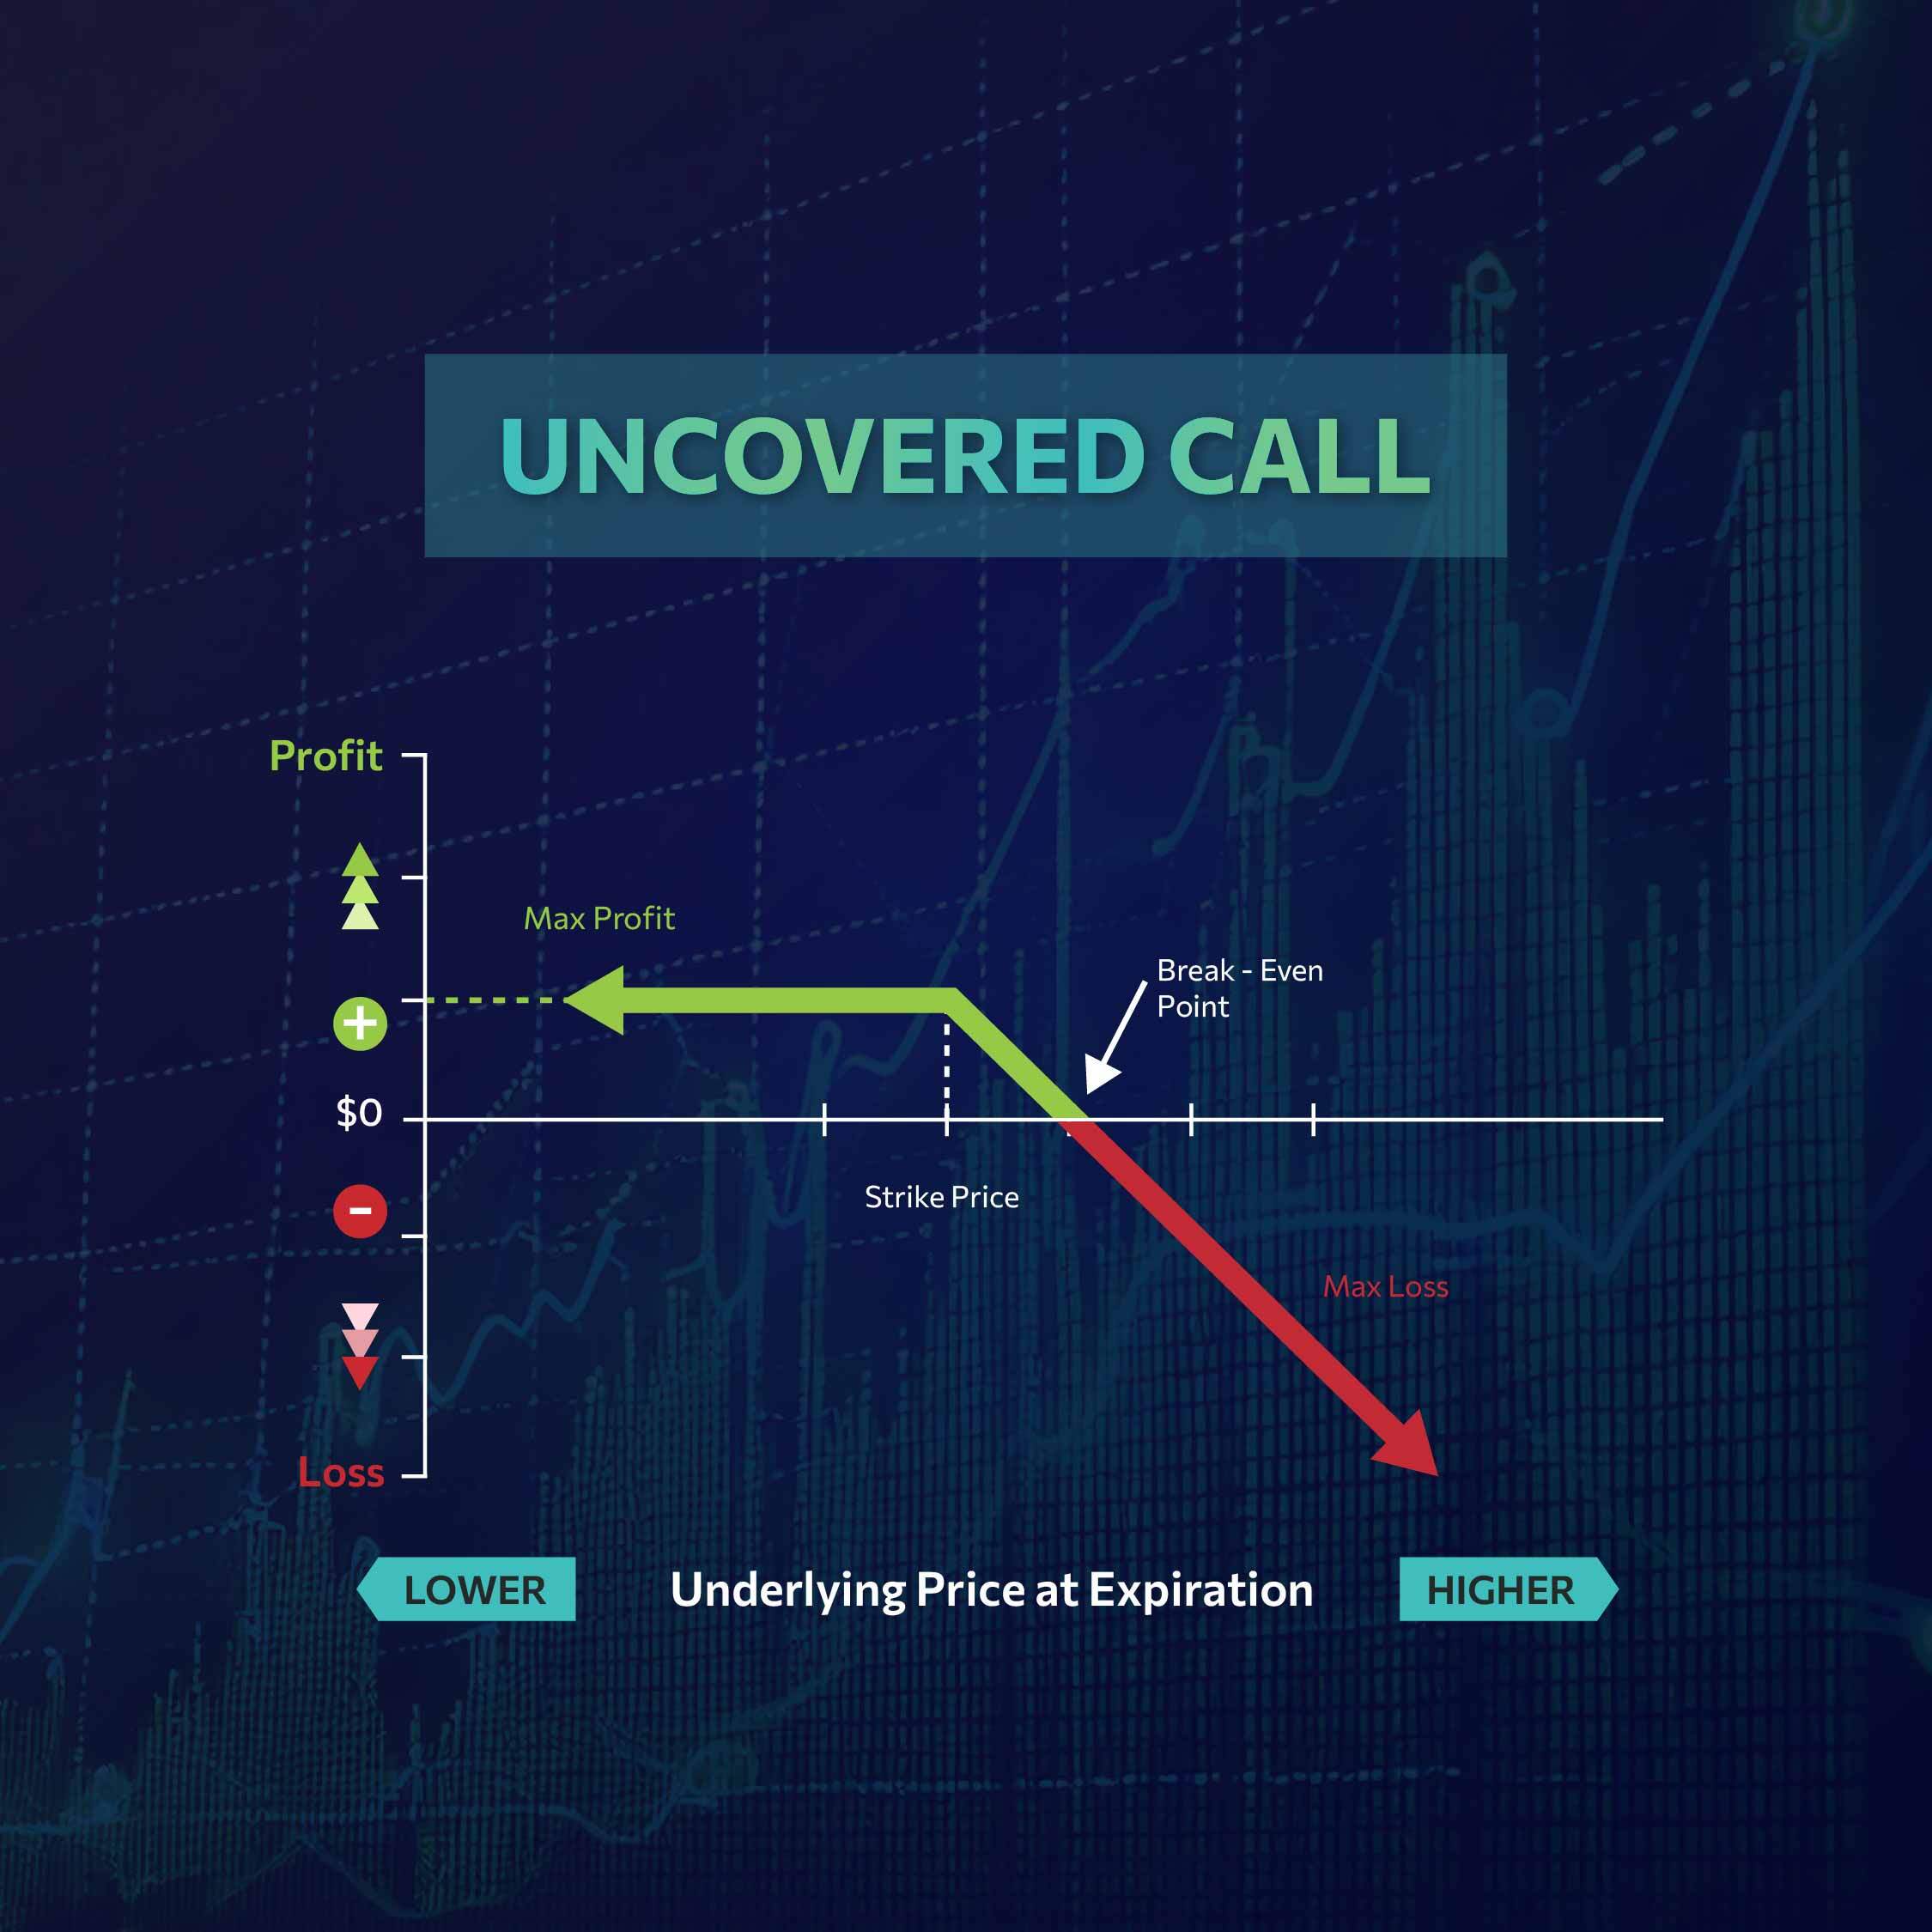 UNCOVERED CALL
Profit
Max Profit
Break - Even
Point
+
$0
-
Strike Price
Max Loss
Loss
LOWER
Underlying Price at Expiration
HIGHER